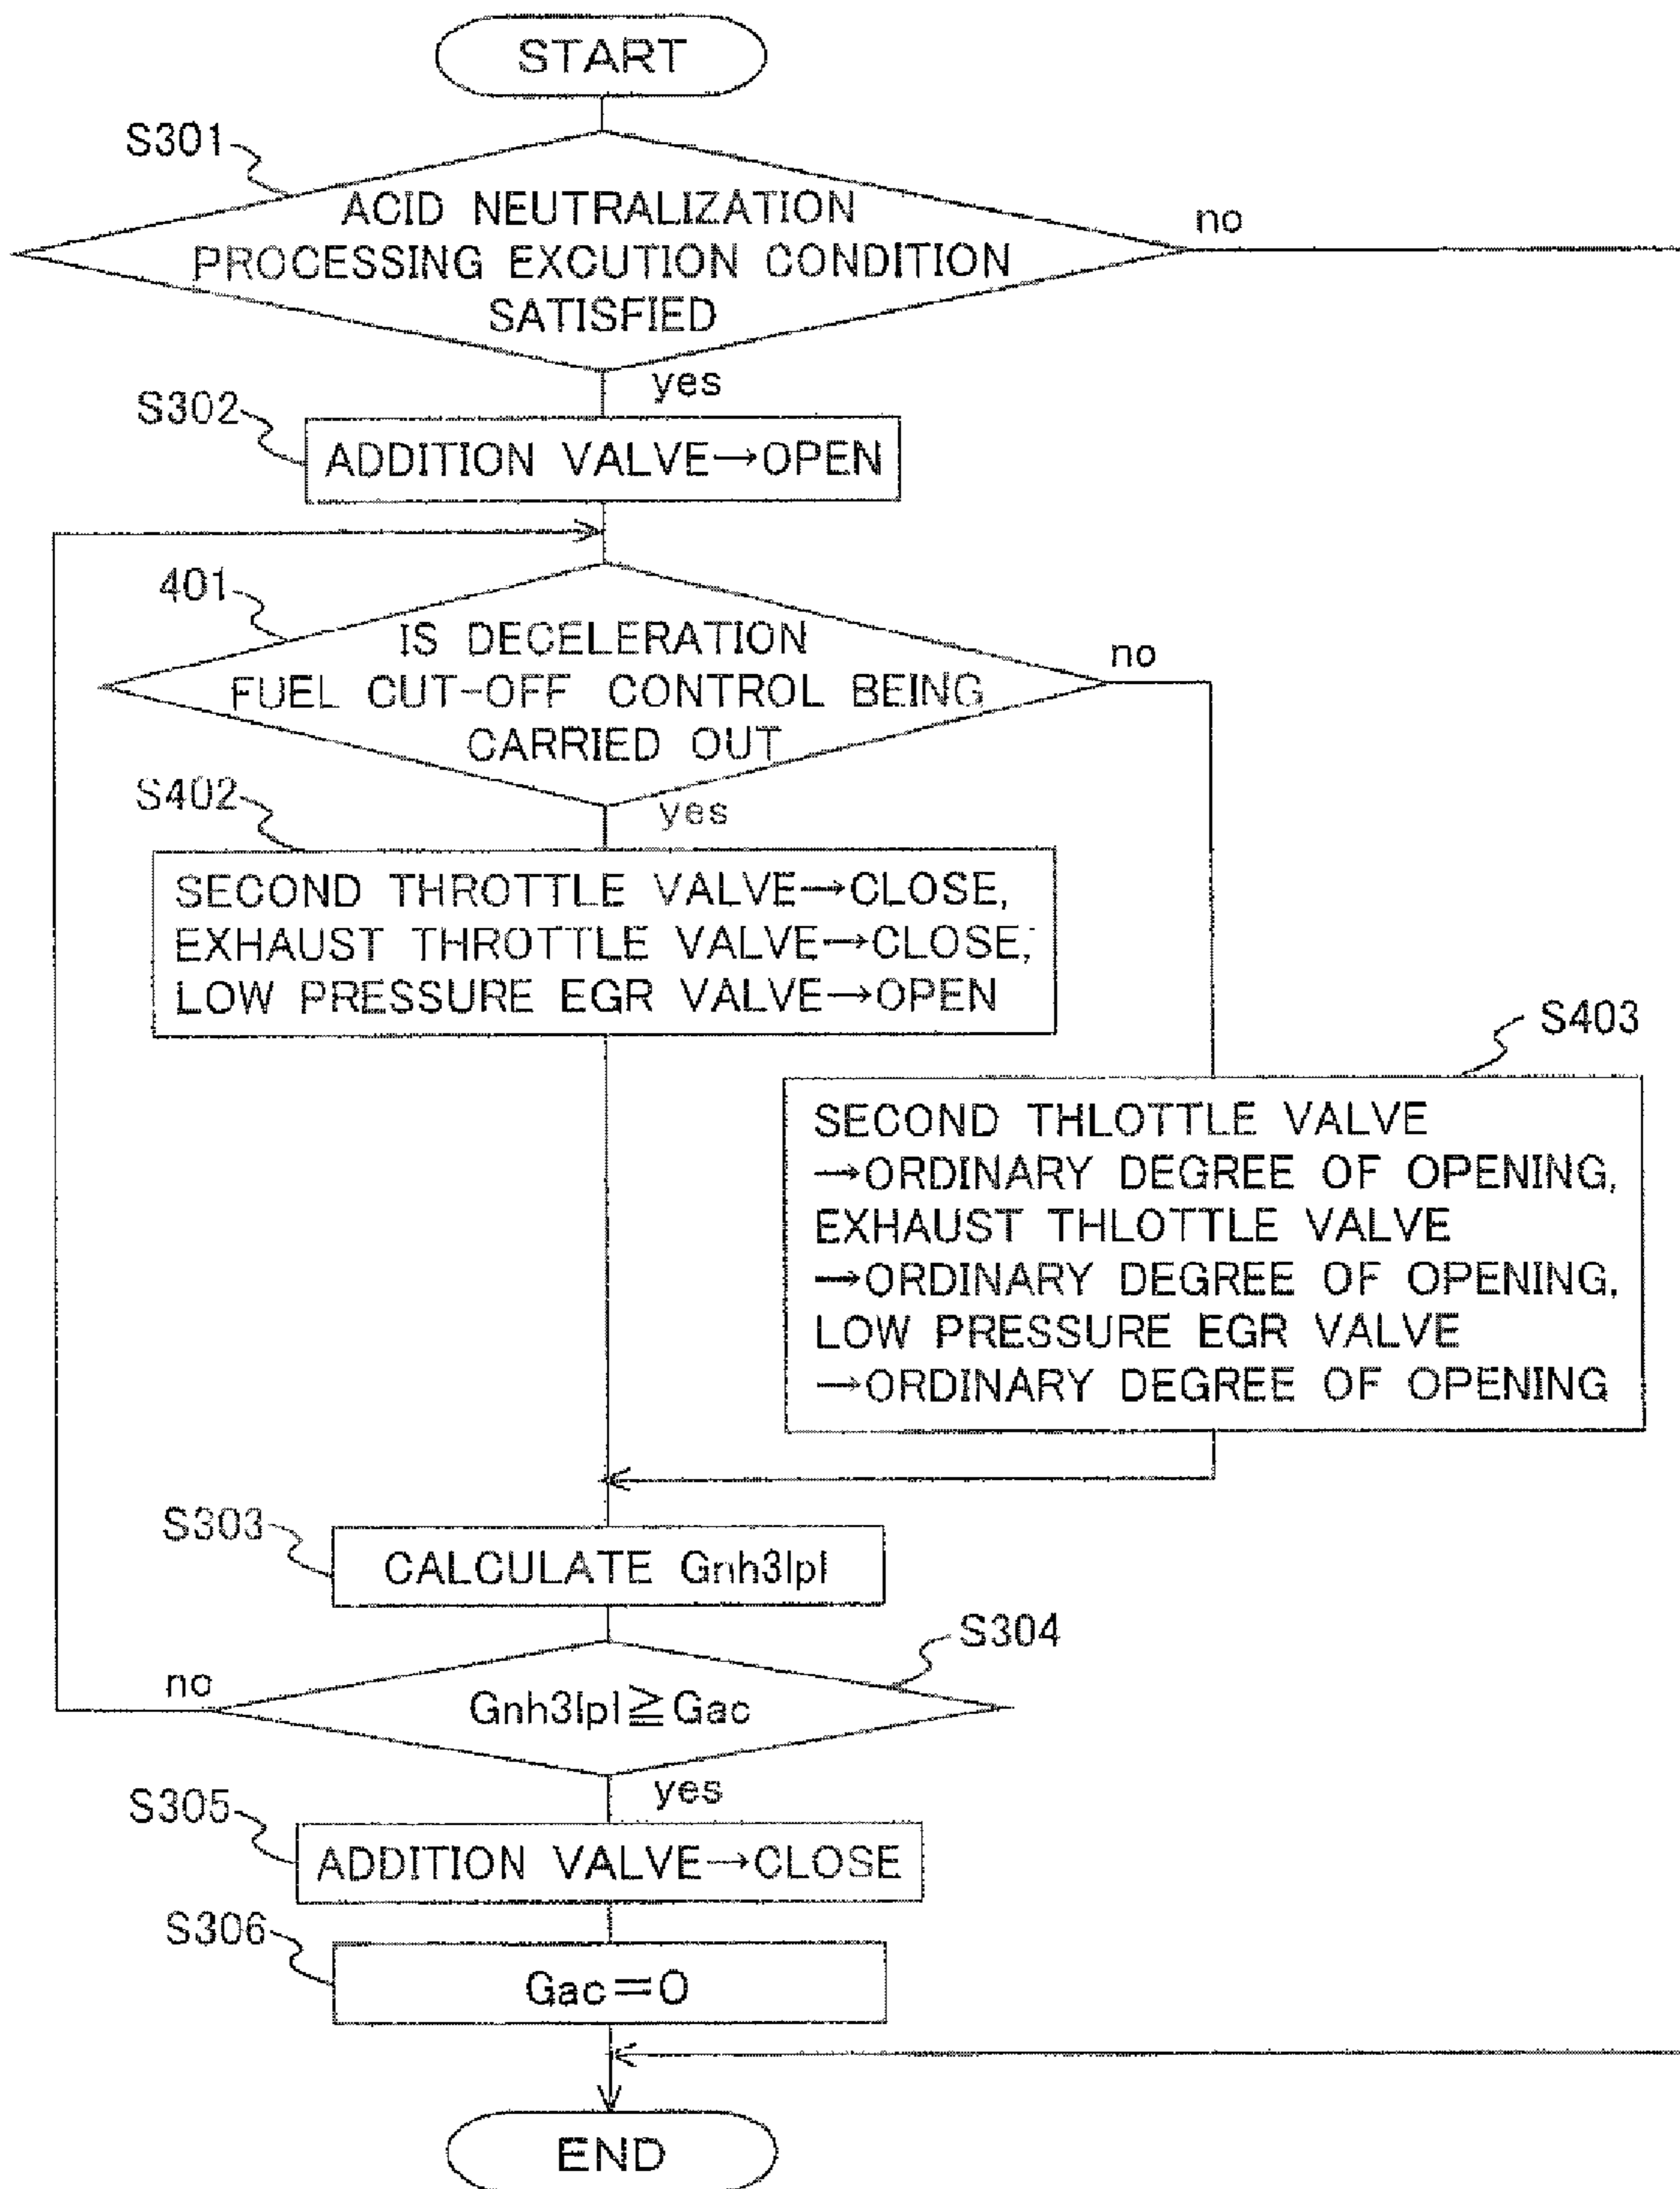 START
S301
ACID NEUTRALIZATION
PROCESSING EXCUTION CONDITION
SATISFIED
no
yes
S302
ADDITION VALVE→OPEN
401
IS DECELERATION
FUEL CUT-OFF CONTROL BEING
CARRIED OUT
no
yes
S402
SECOND THROTTLE VALVE→CLOSE,
EXHAUST THROTTLE VALVE→CLOSE,
LOW PRESSURE EGR VALVE→OPEN
S403
SECOND THLOTTLE VALVE
→ORDINARY DEGREE OF OPENING,
EXHAUST THLOTTLE VALVE
→ORDINARY DEGREE OF OPENING,
LOW PRESSURE EGR VALVE
→ORDINARY DEGREE OF OPENING
S303
CALCULATE Gnh3lpl
S304
Gnh3lpl≧Gac
no
yes
S305
ADDITION VALVE→CLOSE
S306
Gac=0
END